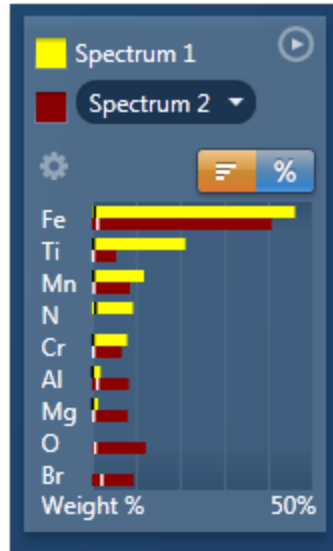 Spectrum 1
Spectrum 2
%
Fe
Ti
Mn
N
Cr
Al
Mg
O
Br
Weight % 50%